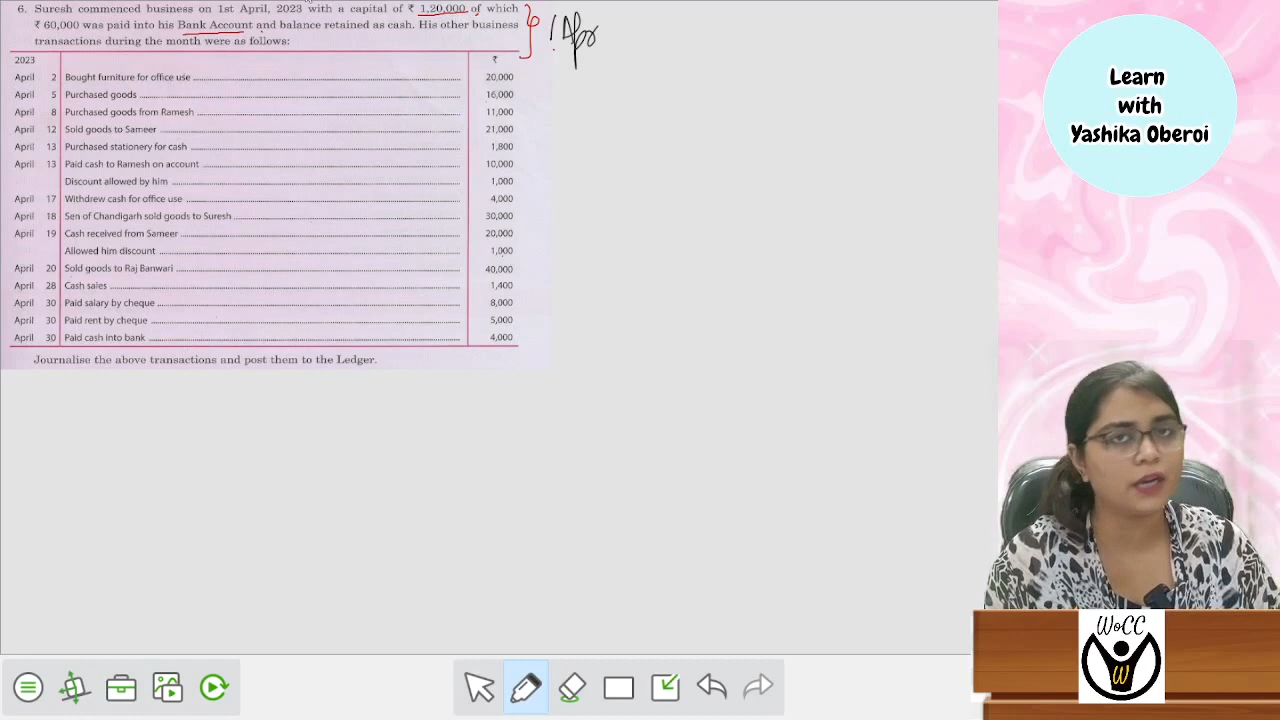 6. Suresh commenced business on 1st April, 2023 with a capital of ₹ 1,20,000 of which
₹ 60,000 was paid into his Bank Account and balance retained as cash. His other business
transactions during the month were as follows:
1 Apr
2023 ₹
April 2 Bought furniture for office use 20,000
April 5 Purchased goods 16,000
April 8 Purchased goods from Ramesh 11,000
April 12 Sold goods to Sameer 21,000
April 13 Purchased stationery for cash 1,800
April 13 Paid cash to Ramesh on account 10,000
Discount allowed by him 1,000
April 17 Withdrew cash for office use 4,000
April 18 Sen of Chandigarh sold goods to Suresh 30,000
April 19 Cash received from Sameer 20,000
Allowed him discount 1,000
April 20 Sold goods to Raj Banwari 40,000
April 28 Cash sales 1,400
April 30 Paid salary by cheque 8,000
April 30 Paid rent by cheque 5,000
April 30 Paid cash into bank 4,000
Journalise the above transactions and post them to the Ledger.
Learn
with
Yashika Oberoi
WoCC
W